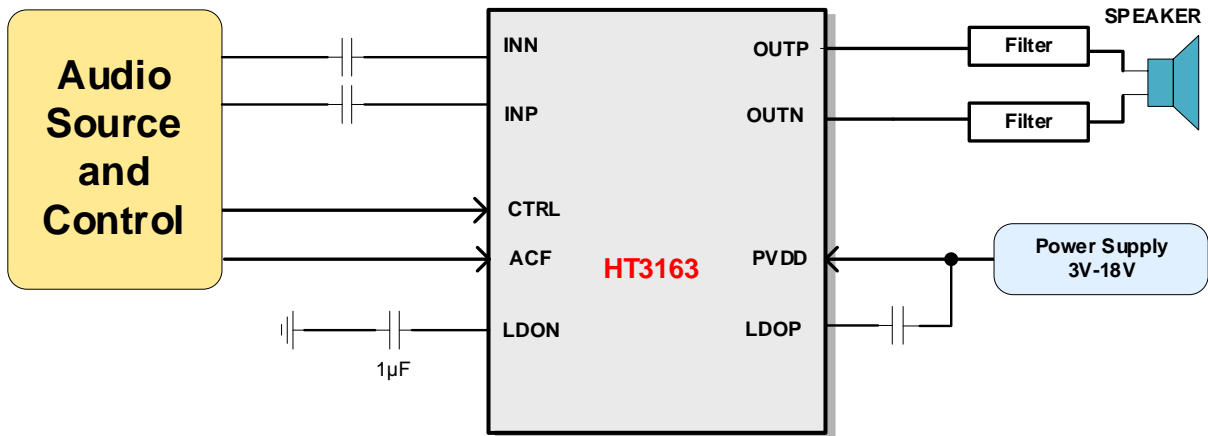 SPEAKER
Audio
Source
and
Control
INN
INP
CTRL
ACF
LDON
HT3163
OUTP
OUTN
PVDD
LDOP
Filter
Filter
Power Supply
3V-18V
1µF